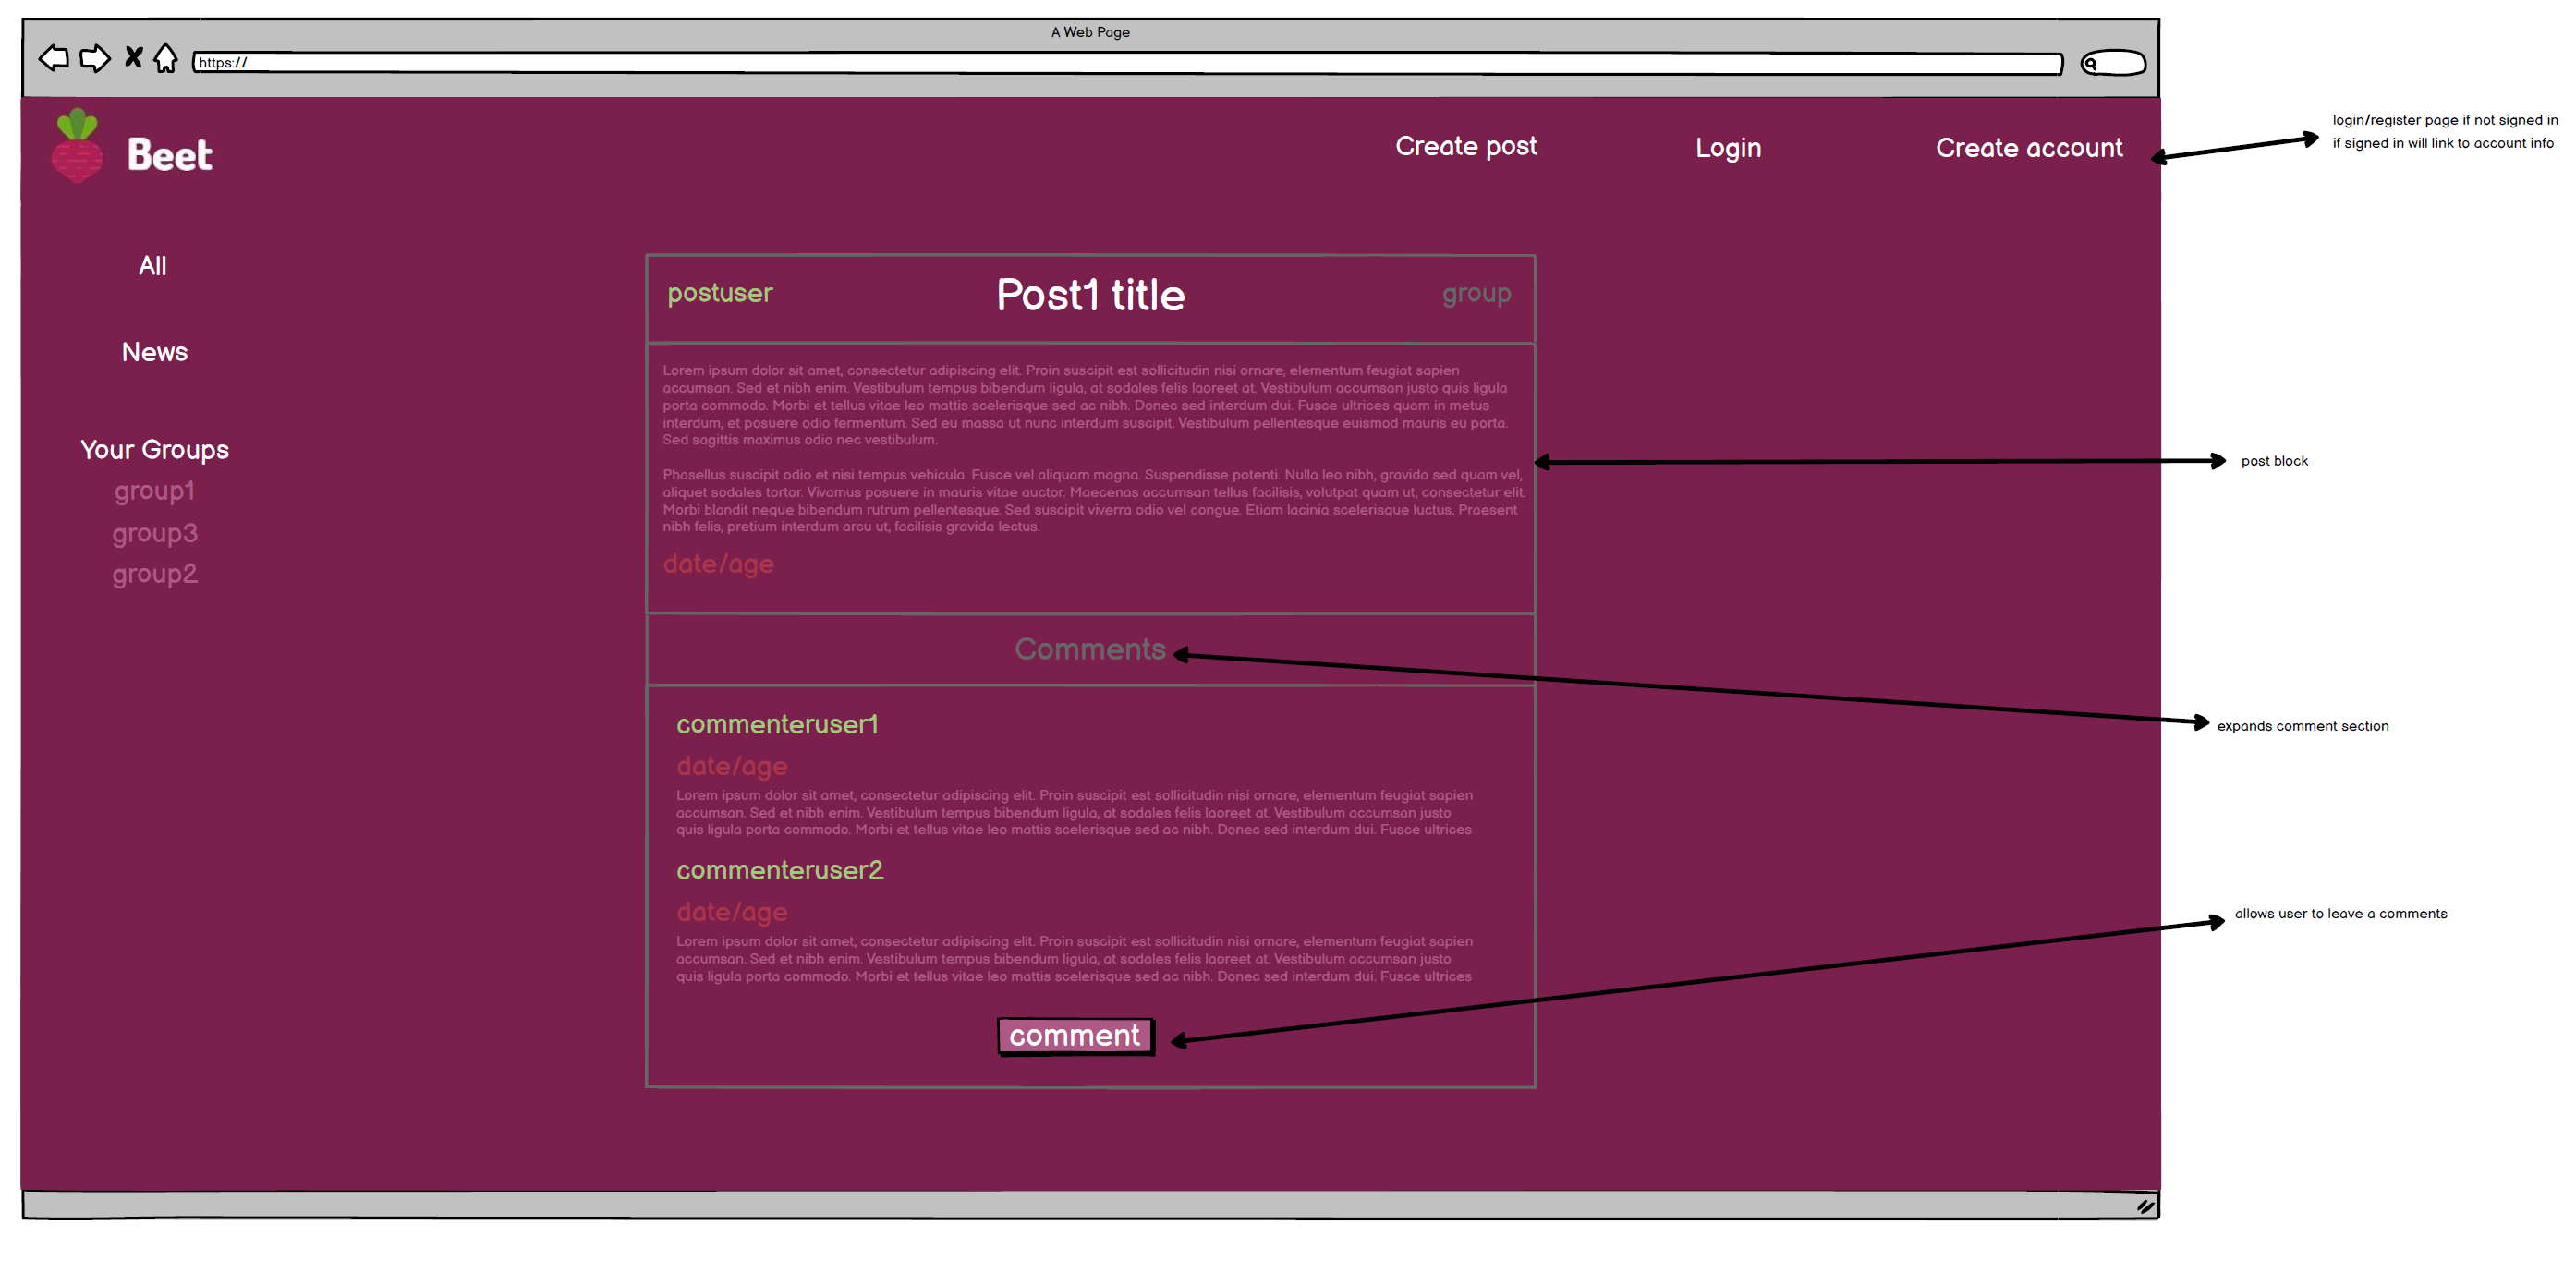 A Web Page
https://
Beet
Create post
Login
Create account
login/register page if not signed in
if signed in will link to account info
All
News
Your Groups
group1
group3
group2
postuser
Post1 title
group
Lorem ipsum dolor sit amet, consectetur adipiscing elit. Proin suscipit est sollicitudin nisi ornare, elementum feugiat sapien
accumsan. Sed et nibh enim. Vestibulum tempus bibendum ligula, at sodales felis laoreet at. Vestibulum accumsan justo quis ligula
porta commodo. Morbi et tellus vitae leo mattis scelerisque sed ac nibh. Donec sed interdum dui. Fusce ultrices quam in metus
interdum, et posuere odio fermentum. Sed eu massa ut nunc interdum suscipit. Vestibulum pellentesque euismod mauris eu porta.
Sed sagittis maximus odio nec vestibulum.
Phasellus suscipit odio et nisi tempus vehicula. Fusce vel aliquam magna. Suspendisse potenti. Nulla leo nibh, gravida sed quam vel,
aliquet sodales tortor. Vivamus posuere in mauris vitae auctor. Maecenas accumsan tellus facilisis, volutpat quam ut, consectetur elit.
Morbi blandit neque bibendum rutrum pellentesque. Sed suscipit viverra odio vel congue. Etiam lacinia scelerisque luctus. Praesent
nibh felis, pretium interdum arcu ut, facilisis gravida lectus.
date/age
post block
Comments
expands comment section
commenteruser1
date/age
Lorem ipsum dolor sit amet, consectetur adipiscing elit. Proin suscipit est sollicitudin nisi ornare, elementum feugiat sapien
accumsan. Sed et nibh enim. Vestibulum tempus bibendum ligula, at sodales felis laoreet at. Vestibulum accumsan justo
quis ligula porta commodo. Morbi et tellus vitae leo mattis scelerisque sed ac nibh. Donec sed interdum dui. Fusce ultrices
commenteruser2
date/age
Lorem ipsum dolor sit amet, consectetur adipiscing elit. Proin suscipit est sollicitudin nisi ornare, elementum feugiat sapien
accumsan. Sed et nibh enim. Vestibulum tempus bibendum ligula, at sodales felis laoreet at. Vestibulum accumsan justo
quis ligula porta commodo. Morbi et tellus vitae leo mattis scelerisque sed ac nibh. Donec sed interdum dui. Fusce ultrices
allows user to leave a comments
comment